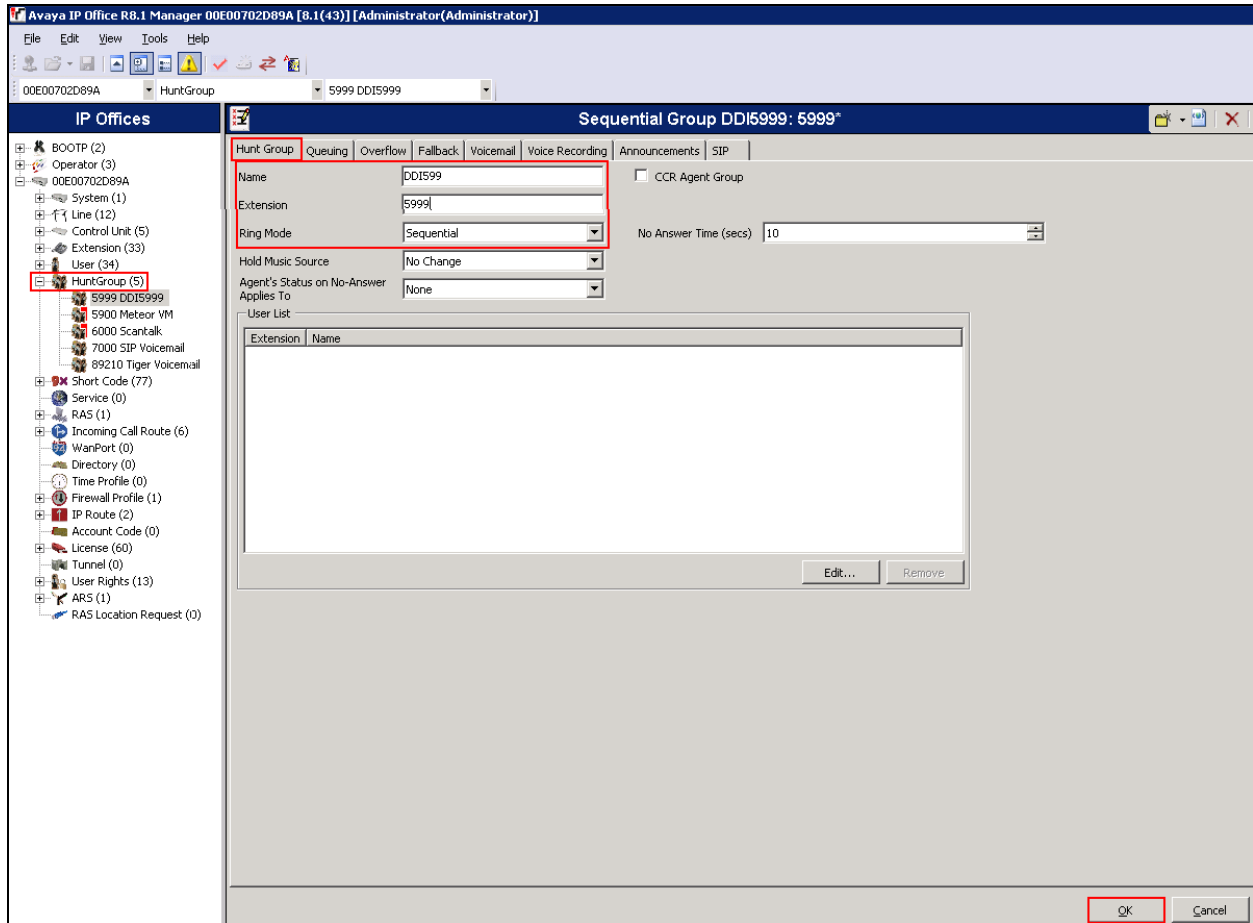 Avaya IP Office R8.1 Manager 00E00702D89A [8.1(43)] [Administrator(Administrator)]
File Edit View Tools Help
00E00702D89A HuntGroup 5999 DDI5999
IP Offices
BOOTP (2)
Operator (3)
00E00702D89A
System (1)
Line (12)
Control Unit (5)
Extension (33)
User (34)
HuntGroup (5)
5999 DDI5999
5900 Meteor VM
6000 Scantalk
7000 SIP Voicemail
89210 Tiger Voicemail
Short Code (77)
Service (0)
RAS (1)
Incoming Call Route (6)
WanPort (0)
Directory (0)
Time Profile (0)
Firewall Profile (1)
IP Route (2)
Account Code (0)
License (60)
Tunnel (0)
User Rights (13)
ARS (1)
RAS Location Request (0)
Sequential Group DDI5999: 5999*
Hunt Group Queuing Overflow Fallback Voicemail Voice Recording Announcements SIP
Name DDI599 CCR Agent Group
Extension 5999
Ring Mode Sequential No Answer Time (secs) 10
Hold Music Source No Change
Agent's Status on No-Answer
Applies To None
User List
Extension Name
Edit... Remove
OK Cancel